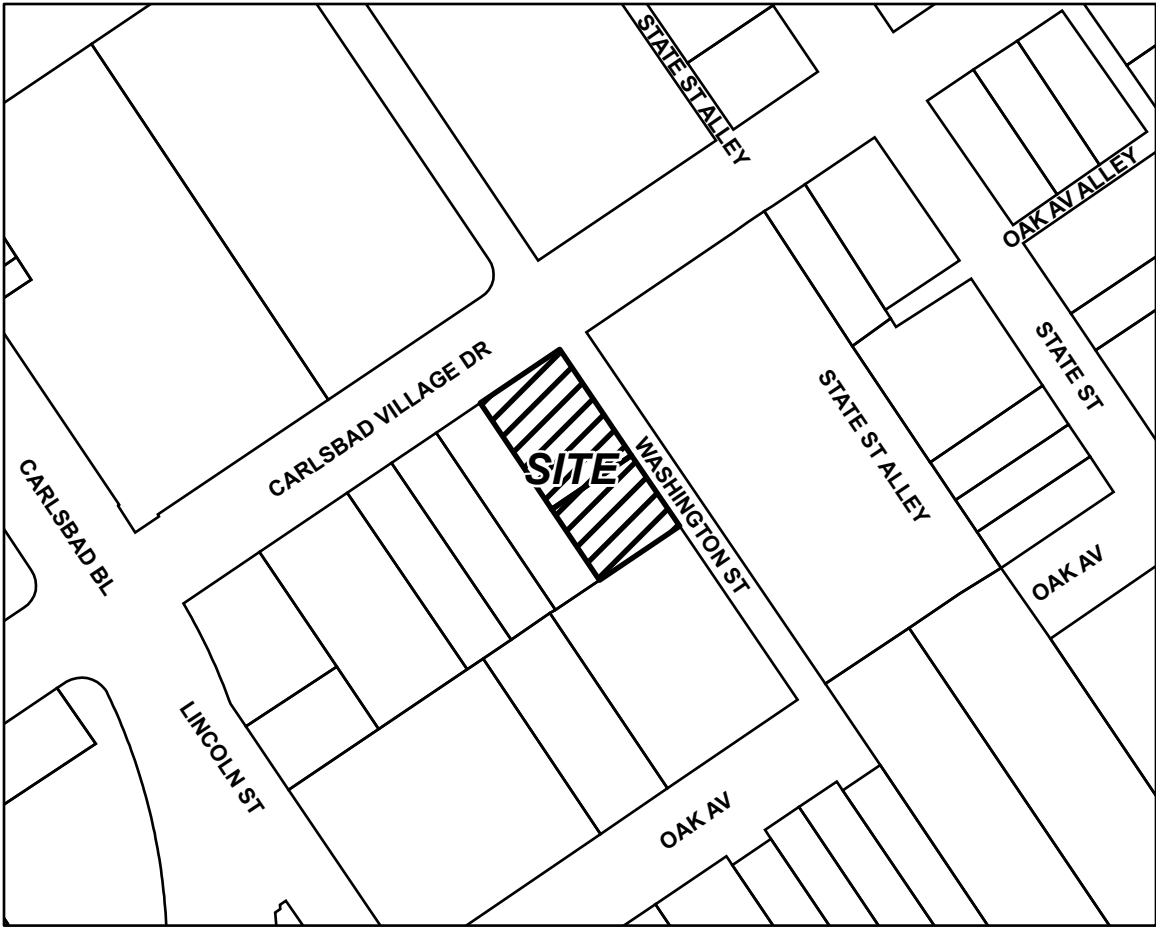 STATE ST ALLEY
OAK AV ALLEY
CARLSBAD VILLAGE DR
STATE ST
STATE ST ALLEY
SITE
WASHINGTON ST
CARLSBAD BL
OAK AV
LINCOLN ST
OAK AV